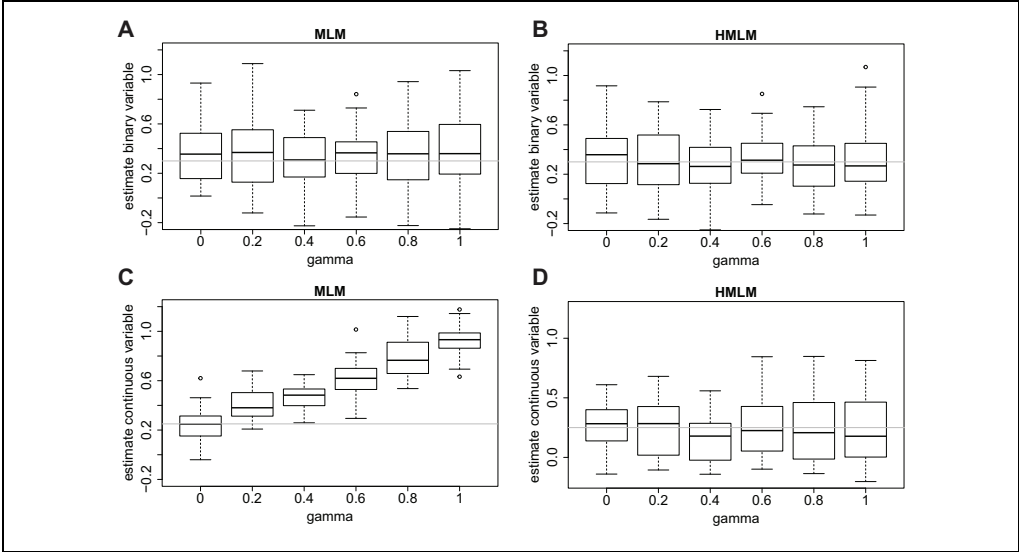 A
MLM
estimate binary variable
−0.2 0.2 0.6 1.0
0 0.2 0.4 0.6 0.8 1
gamma
B
HMLM
estimate binary variable
−0.2 0.2 0.6 1.0
0 0.2 0.4 0.6 0.8 1
gamma
C
MLM
estimate continuous variable
−0.2 0.2 0.6 1.0
0 0.2 0.4 0.6 0.8 1
gamma
D
HMLM
estimate continuous variable
0.0 0.5 1.0
0 0.2 0.4 0.6 0.8 1
gamma